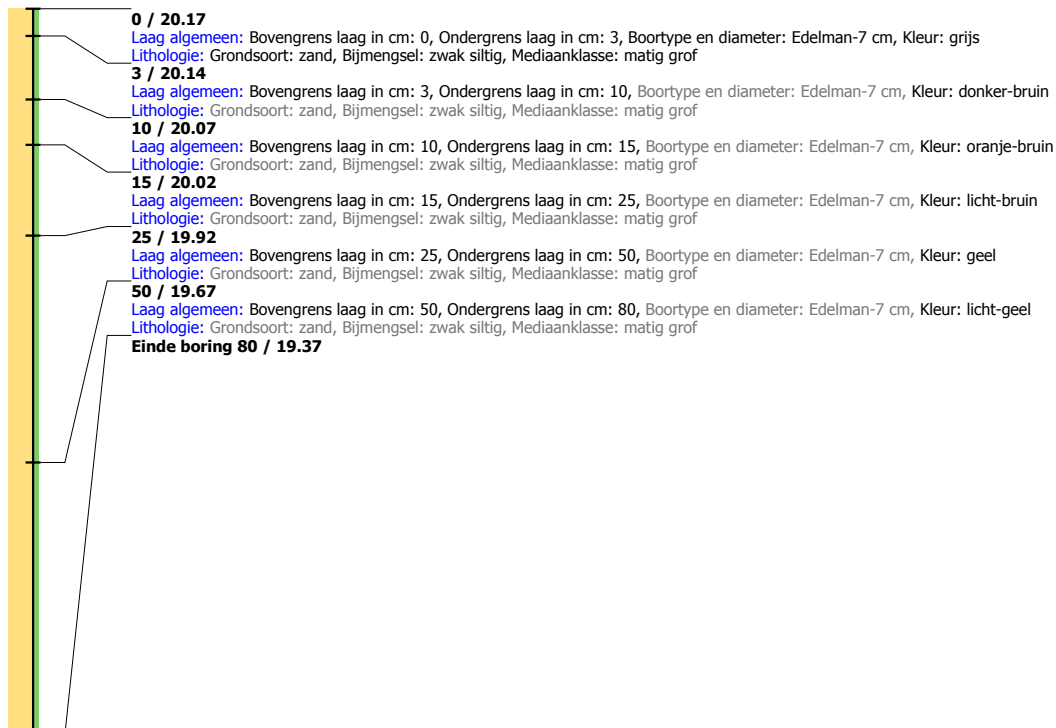 0 / 20.17
Laag algemeen: Bovengrens laag in cm: 0, Ondergrens laag in cm: 3, Boortype en diameter: Edelman-7 cm, Kleur: grijs
Lithologie: Grondsoort: zand, Bijmengsel: zwak siltig, Mediaanklasse: matig grof
3 / 20.14
Laag algemeen: Bovengrens laag in cm: 3, Ondergrens laag in cm: 10, Boortype en diameter: Edelman-7 cm, Kleur: donker-bruin
Lithologie: Grondsoort: zand, Bijmengsel: zwak siltig, Mediaanklasse: matig grof
10 / 20.07
Laag algemeen: Bovengrens laag in cm: 10, Ondergrens laag in cm: 15, Boortype en diameter: Edelman-7 cm, Kleur: oranje-bruin
Lithologie: Grondsoort: zand, Bijmengsel: zwak siltig, Mediaanklasse: matig grof
15 / 20.02
Laag algemeen: Bovengrens laag in cm: 15, Ondergrens laag in cm: 25, Boortype en diameter: Edelman-7 cm, Kleur: licht-bruin
Lithologie: Grondsoort: zand, Bijmengsel: zwak siltig, Mediaanklasse: matig grof
25 / 19.92
Laag algemeen: Bovengrens laag in cm: 25, Ondergrens laag in cm: 50, Boortype en diameter: Edelman-7 cm, Kleur: geel
Lithologie: Grondsoort: zand, Bijmengsel: zwak siltig, Mediaanklasse: matig grof
50 / 19.67
Laag algemeen: Bovengrens laag in cm: 50, Ondergrens laag in cm: 80, Boortype en diameter: Edelman-7 cm, Kleur: licht-geel
Lithologie: Grondsoort: zand, Bijmengsel: zwak siltig, Mediaanklasse: matig grof
Einde boring 80 / 19.37